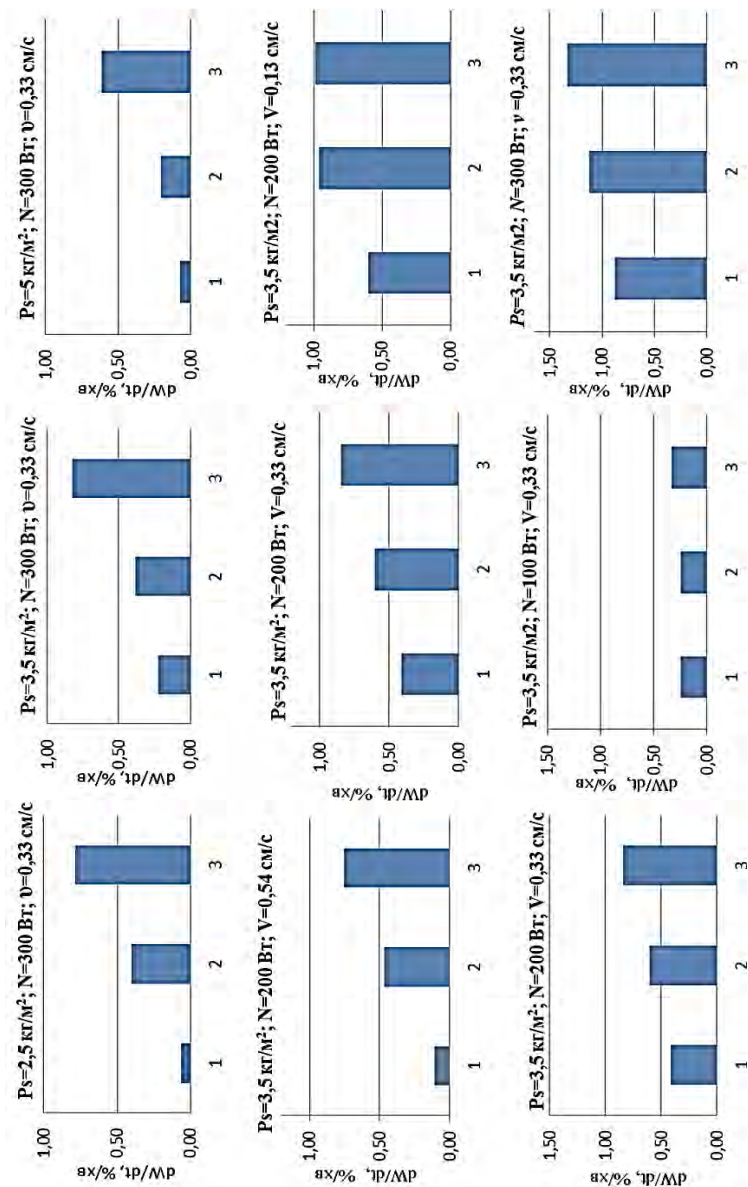 Ps=2,5 кг/м²; N=300 Вт; υ=0,33 см/с
1,00
0,50
0,00
dW/dt, %/хв
1 2 3
Ps=3,5 кг/м²; N=300 Вт; υ=0,33 см/с
1,00
0,50
0,00
dW/dt, %/хв
1 2 3
Ps=5 кг/м²; N=300 Вт; υ=0,33 см/с
1,00
0,50
0,00
dW/dt, %/хв
1 2 3
Ps=3,5 кг/м²; N=200 Вт; V=0,54 см/с
1,00
0,50
0,00
dW/dt, %/хв
1 2 3
Ps=3,5 кг/м²; N=200 Вт; V=0,33 см/с
1,00
0,50
0,00
dW/dt, %/хв
1 2 3
Ps=3,5 кг/м2; N=200 Вт; V=0,13 см/с
1,00
0,50
0,00
dW/dt, %/хв
1 2 3
Ps=3,5 кг/м²; N=200 Вт; V=0,33 см/с
1,50
1,00
0,50
0,00
dW/dt, %/хв
1 2 3
Ps=3,5 кг/м2; N=100 Вт; V=0,33 см/с
1,50
1,00
0,50
0,00
dW/dt, %/хв
1 2 3
Ps=3,5 кг/м2; N=300 Вт; ν=0,33 см/с
1,50
1,00
0,50
0,00
dW/dt, %/хв
1 2 3